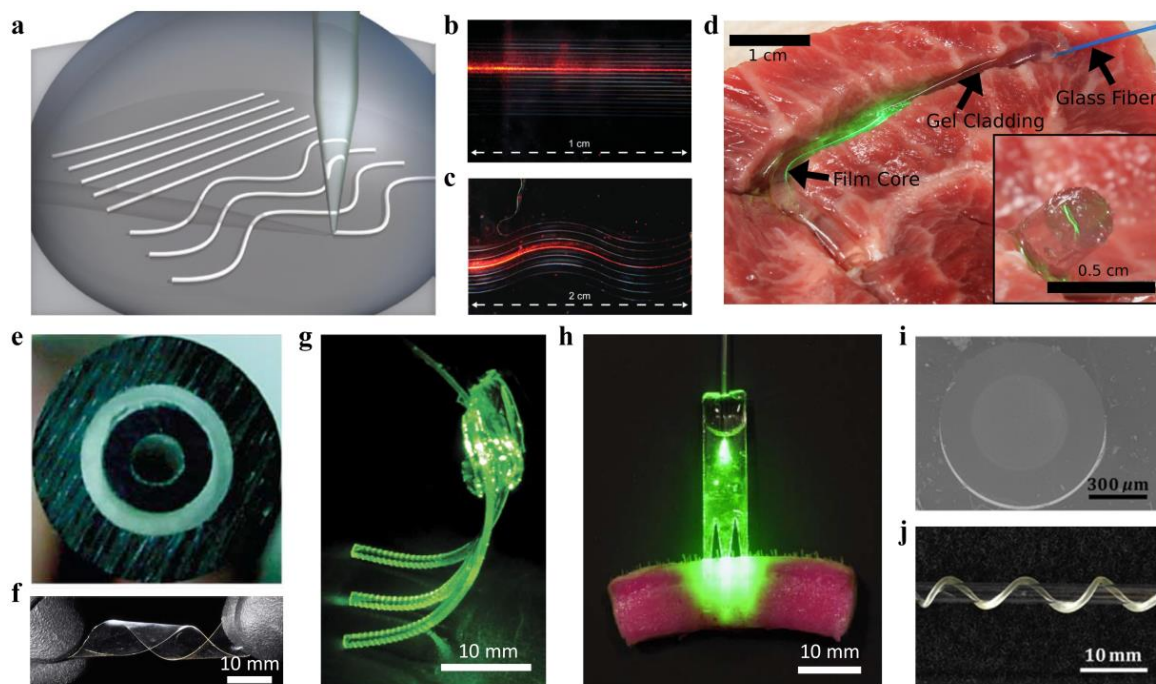 a
b
1 cm
c
2 cm
d
1 cm
Glass Fiber
Gel Cladding
Film Core
0.5 cm
e
f
10 mm
g
10 mm
h
10 mm
i
300 μm
j
10 mm